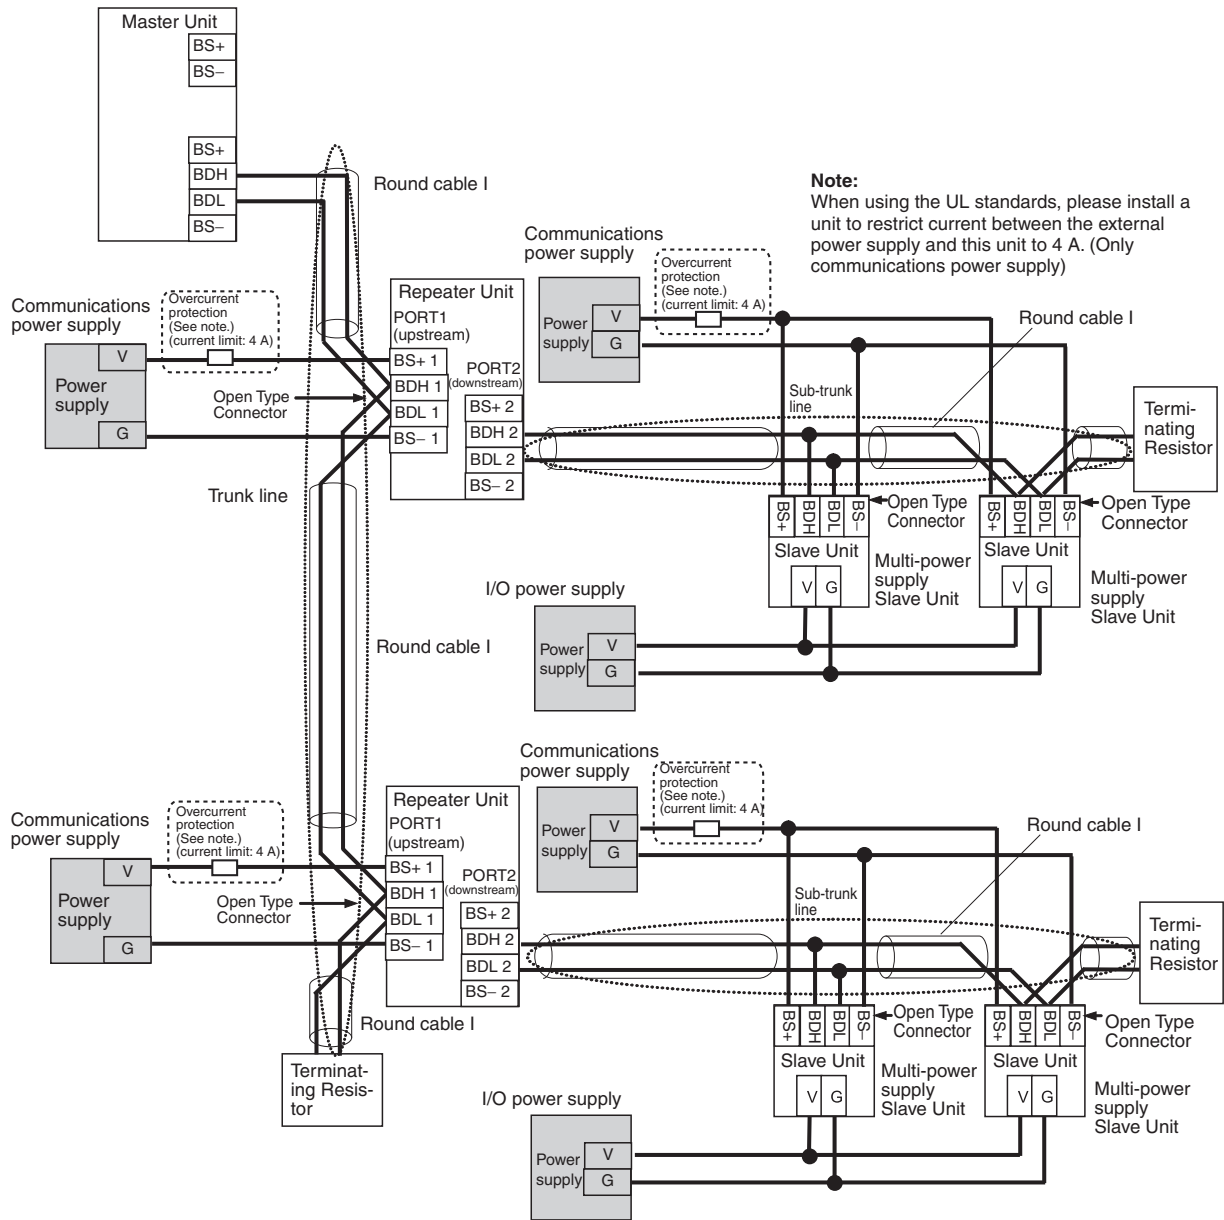 Master Unit
BS+
BS−
BS+
BDH
BDL
BS−
Round cable I
Note:
When using the UL standards, please install a
unit to restrict current between the external
power supply and this unit to 4 A. (Only
communications power supply)
Communications
power supply
Overcurrent
protection
(See note.)
(current limit: 4 A)
Power
supply
V
G
Open Type
Connector
Repeater Unit
PORT1
(upstream)
BS+ 1
BDH 1
BDL 1
BS− 1
PORT2
(downstream)
BS+ 2
BDH 2
BDL 2
BS− 2
Trunk line
Communications
power supply
Power
supply
V
G
Overcurrent
protection
(See note.)
(current limit: 4 A)
Round cable I
Sub-trunk
line
Termi-
nating
Resistor
BS+
BDH
BDL
BS−
Slave Unit
V
G
Open Type
Connector
Multi-power
supply
Slave Unit
BS+
BDH
BDL
BS−
Slave Unit
V
G
Open Type
Connector
Multi-power
supply
Slave Unit
I/O power supply
Power
supply
V
G
Round cable I
Communications
power supply
Overcurrent
protection
(See note.)
(current limit: 4 A)
Power
supply
V
G
Open Type
Connector
Repeater Unit
PORT1
(upstream)
BS+ 1
BDH 1
BDL 1
BS− 1
PORT2
(downstream)
BS+ 2
BDH 2
BDL 2
BS− 2
Round cable I
Terminat-
ing Resis-
tor
Communications
power supply
Power
supply
V
G
Overcurrent
protection
(See note.)
(current limit: 4 A)
Round cable I
Sub-trunk
line
Termi-
nating
Resistor
BS+
BDH
BDL
BS−
Slave Unit
V
G
Open Type
Connector
Multi-power
supply
Slave Unit
BS+
BDH
BDL
BS−
Slave Unit
V
G
Open Type
Connector
Multi-power
supply
Slave Unit
I/O power supply
Power
supply
V
G